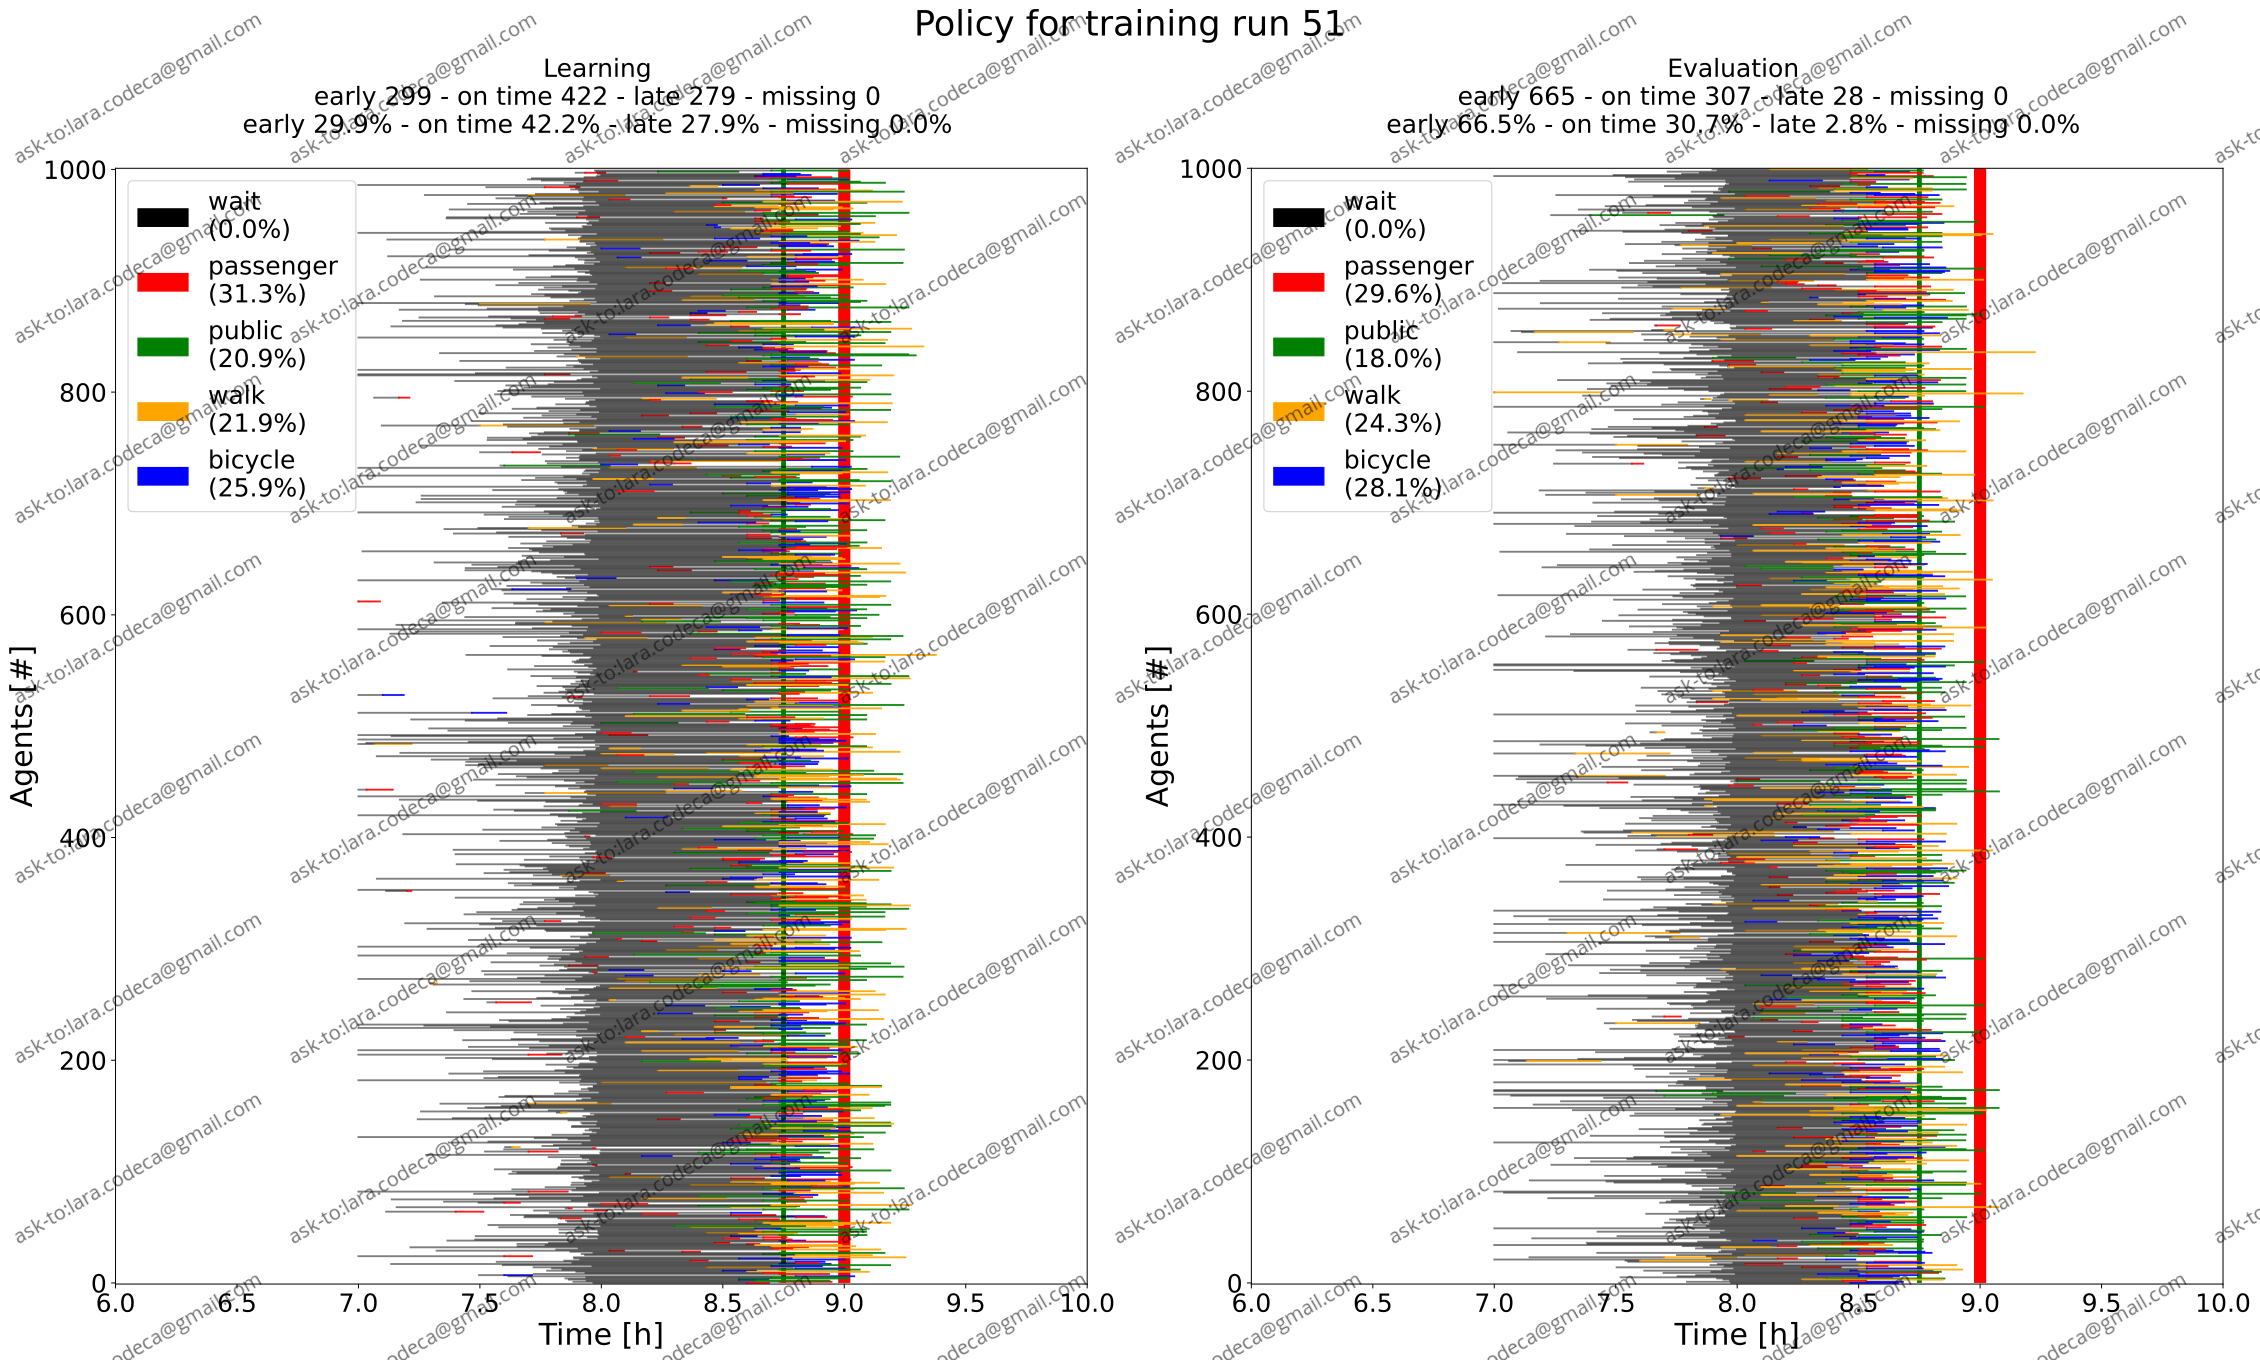 Policy for training run 51
Learning
early 299 - on time 422 - late 279 - missing 0
early 29.9% - on time 42.2% - late 27.9% - missing 0.0%
1000
800
600
400
200
0
Agents [#]
wait
(0.0%)
passenger
(31.3%)
public
(20.9%)
walk
(21.9%)
bicycle
(25.9%)
6.0 6.5 7.0 7.5 8.0 8.5 9.0 9.5 10.0
Time [h]
Evaluation
early 665 - on time 307 - late 28 - missing 0
early 66.5% - on time 30.7% - late 2.8% - missing 0.0%
1000
800
600
400
200
0
Agents [#]
wait
(0.0%)
passenger
(29.6%)
public
(18.0%)
walk
(24.3%)
bicycle
(28.1%)
6.0 6.5 7.0 7.5 8.0 8.5 9.0 9.5 10.0
Time [h]
ask-to:lara.codeca@gmail.com